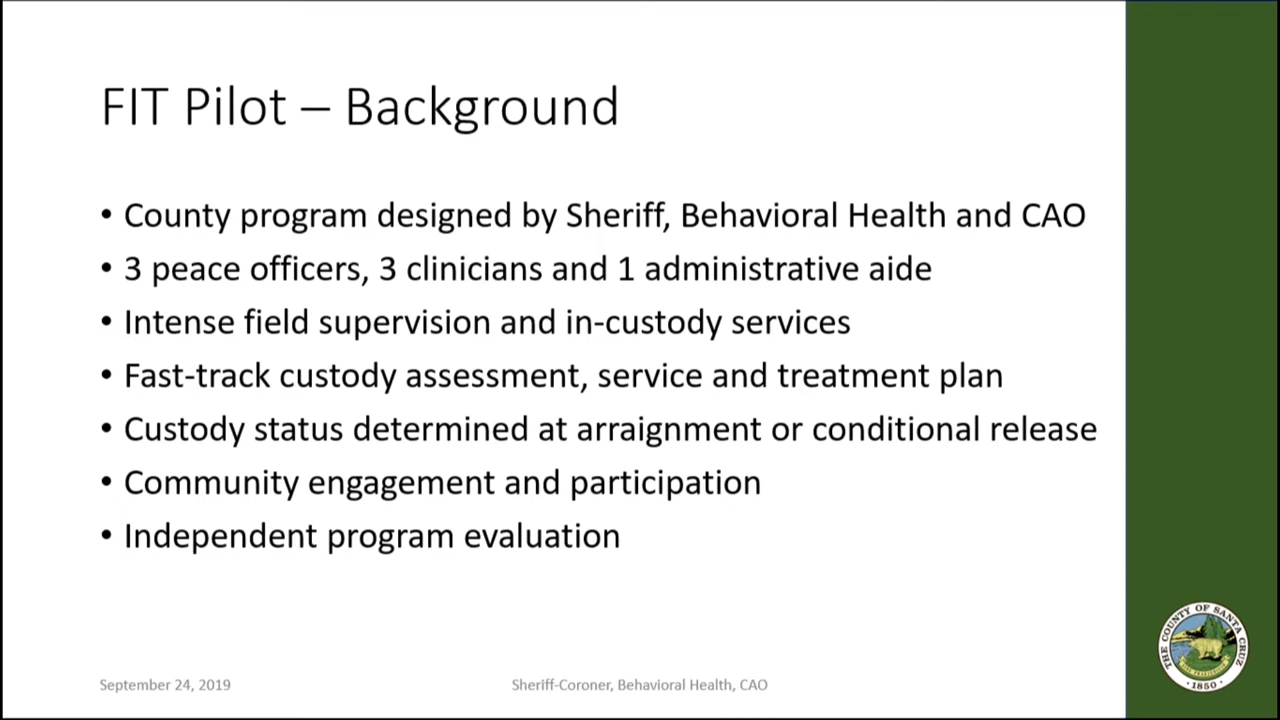 FIT Pilot – Background
• County program designed by Sheriff, Behavioral Health and CAO
• 3 peace officers, 3 clinicians and 1 administrative aide
• Intense field supervision and in-custody services
• Fast-track custody assessment, service and treatment plan
• Custody status determined at arraignment or conditional release
• Community engagement and participation
• Independent program evaluation
September 24, 2019
Sheriff-Coroner, Behavioral Health, CAO
THE COUNTY OF SANTA CRUZ
· 1850 ·